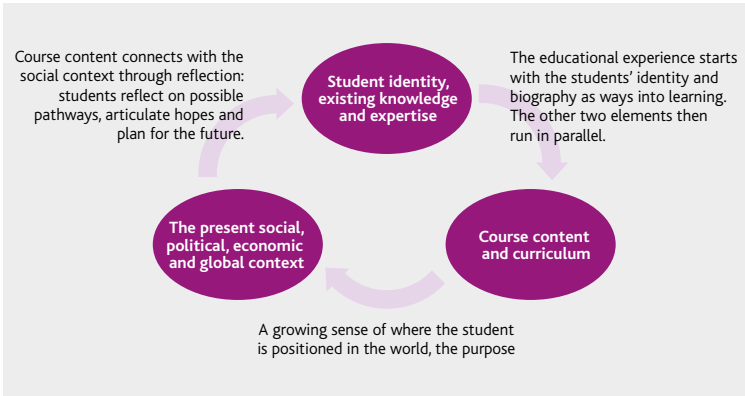 Course content connects with the
social context through reflection:
students reflect on possible
pathways, articulate hopes and
plan for the future.
Student identity,
existing knowledge
and expertise
The educational experience starts
with the students’ identity and
biography as ways into learning.
The other two elements then
run in parallel.
The present social,
political, economic
and global context
Course content
and curriculum
A growing sense of where the student
is positioned in the world, the purpose